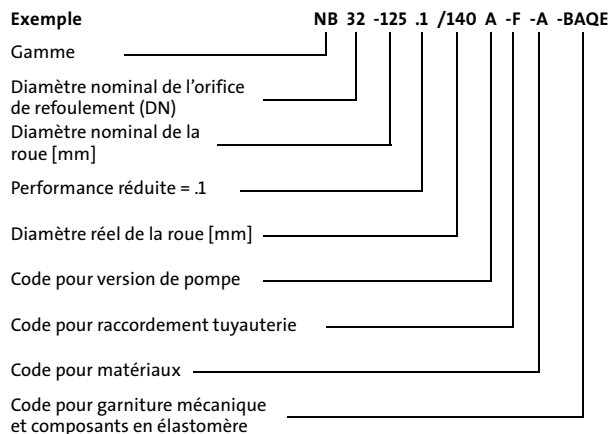 Exemple NB 32 -125 .1 /140 A -F -A -BAQE
Gamme
Diamètre nominal de l'orifice
de refoulement (DN)
Diamètre nominal de la
roue [mm]
Performance réduite = .1
Diamètre réel de la roue [mm]
Code pour version de pompe
Code pour raccordement tuyauterie
Code pour matériaux
Code pour garniture mécanique
et composants en élastomère